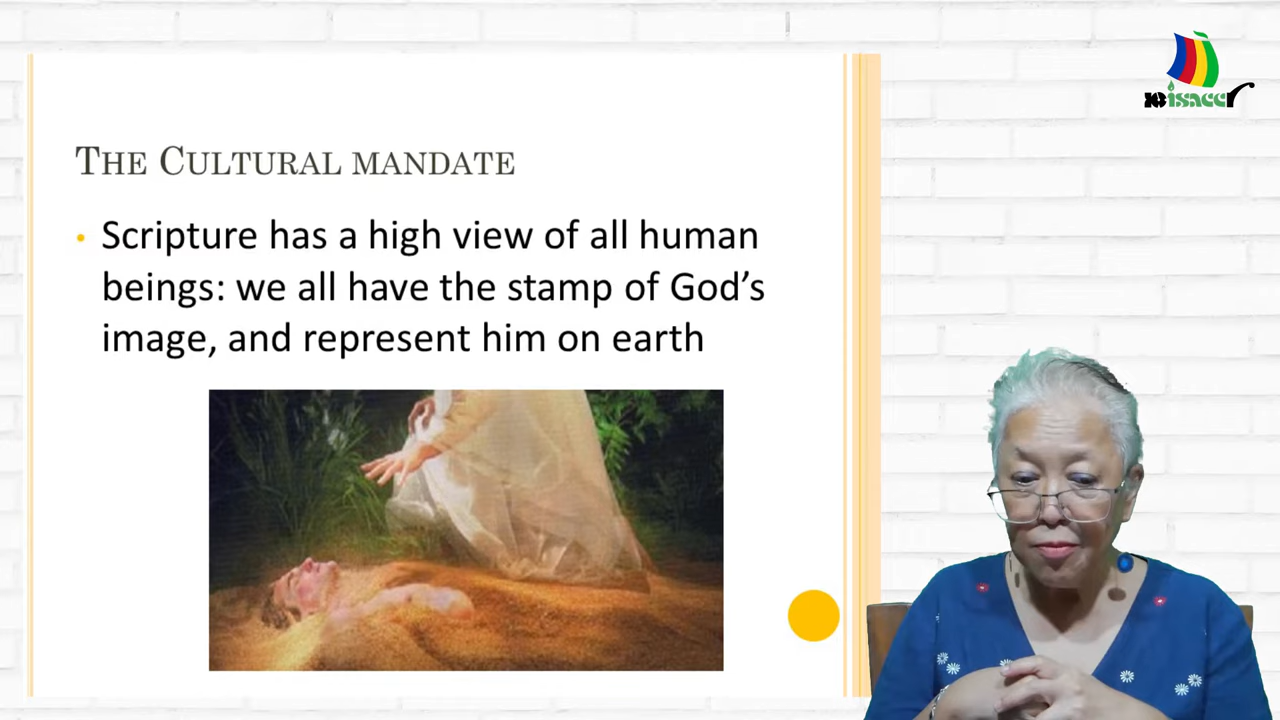 THE CULTURAL MANDATE
Scripture has a high view of all human
beings: we all have the stamp of God's
image, and represent him on earth
isacc